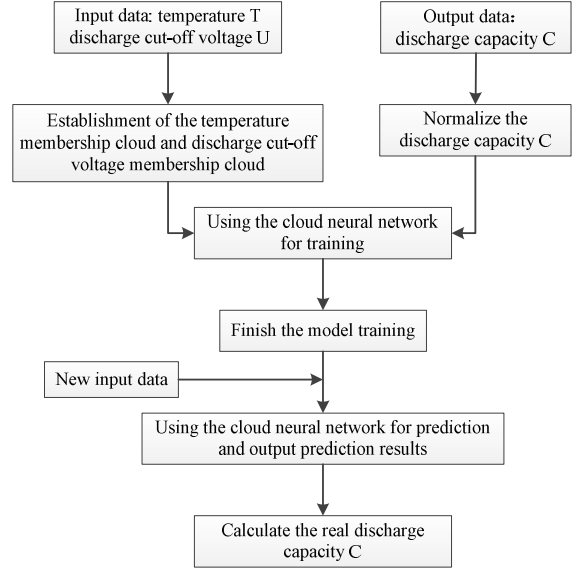 Input data: temperature T
discharge cut-off voltage U
Output data:
discharge capacity C
Establishment of the temperature
membership cloud and discharge cut-off
voltage membership cloud
Normalize the
discharge capacity C
Using the cloud neural network
for training
Finish the model training
New input data
Using the cloud neural network for prediction
and output prediction results
Calculate the real discharge
capacity C